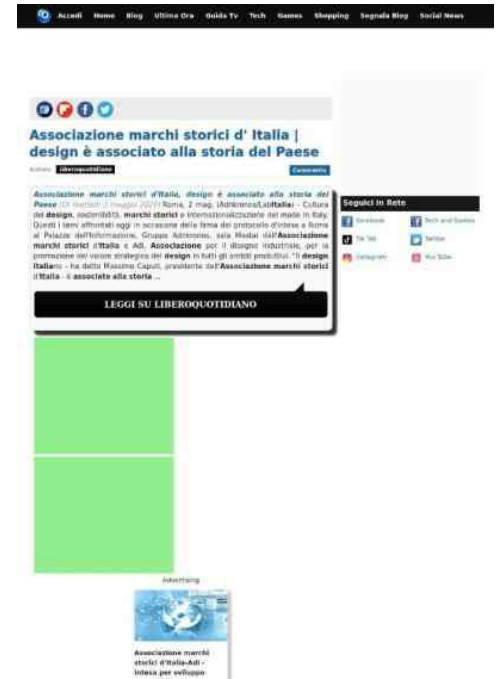 Accedi Home Blog Ultima Ora Guida Tv Tech Games Shopping Segnala Blog Social News
Associazione marchi storici d' Italia |
design è associato alla storia del Paese
liberoquotidiano
Commenta
Associazione marchi storici d'Italia, design è associato alla storia del
Paese Roma, 2 mag. (Adnkronos/Labitalia) - Cultura
del design, sostenibilità, marchi storici e internazionalizzazione del made in Italy.
Questi i temi affrontati oggi in occasione della firma del protocollo d'intesa a Roma
al Palazzo dell'Informazione, Gruppo Adnkronos, sala Mostai dall'Associazione
marchi storici d'Italia e Adi, Associazione per il disegno industriale, per la
promozione del valore strategico del design in tutti gli ambiti produttivi. "Il design
italiano - ha detto Massimo Caputi, presidente dell'Associazione marchi storici
d'Italia - è associato alla storia ...
LEGGI SU LIBEROQUOTIDIANO
Seguici in Rete
Facebook Tech and Games
Tik Tok Twitter
Instagram You Tube
Advertising
Associazione marchi
storici d'Italia-Adi -
intesa per sviluppo